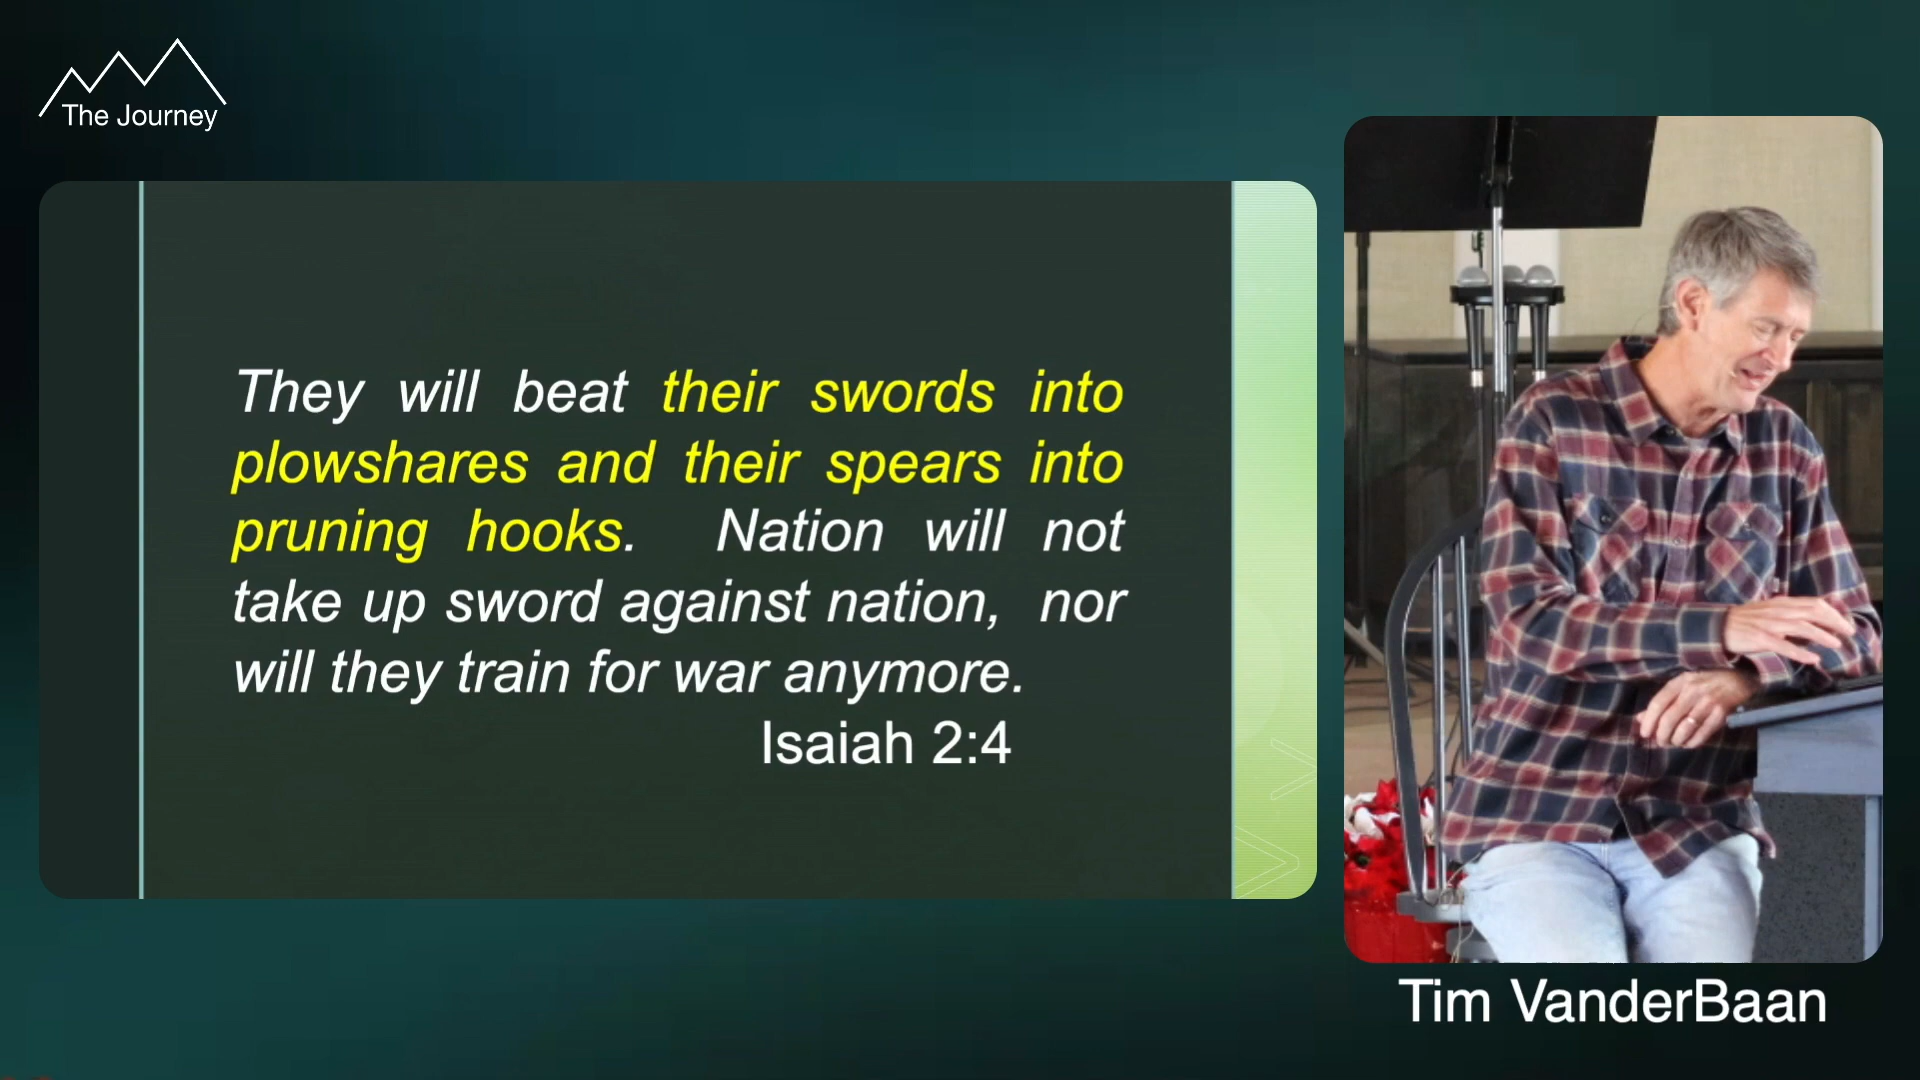 The Journey
They will beat their swords into
plowshares and their spears into
pruning hooks. Nation will not
take up sword against nation, nor
will they train for war anymore.
Isaiah 2:4
Tim VanderBaan